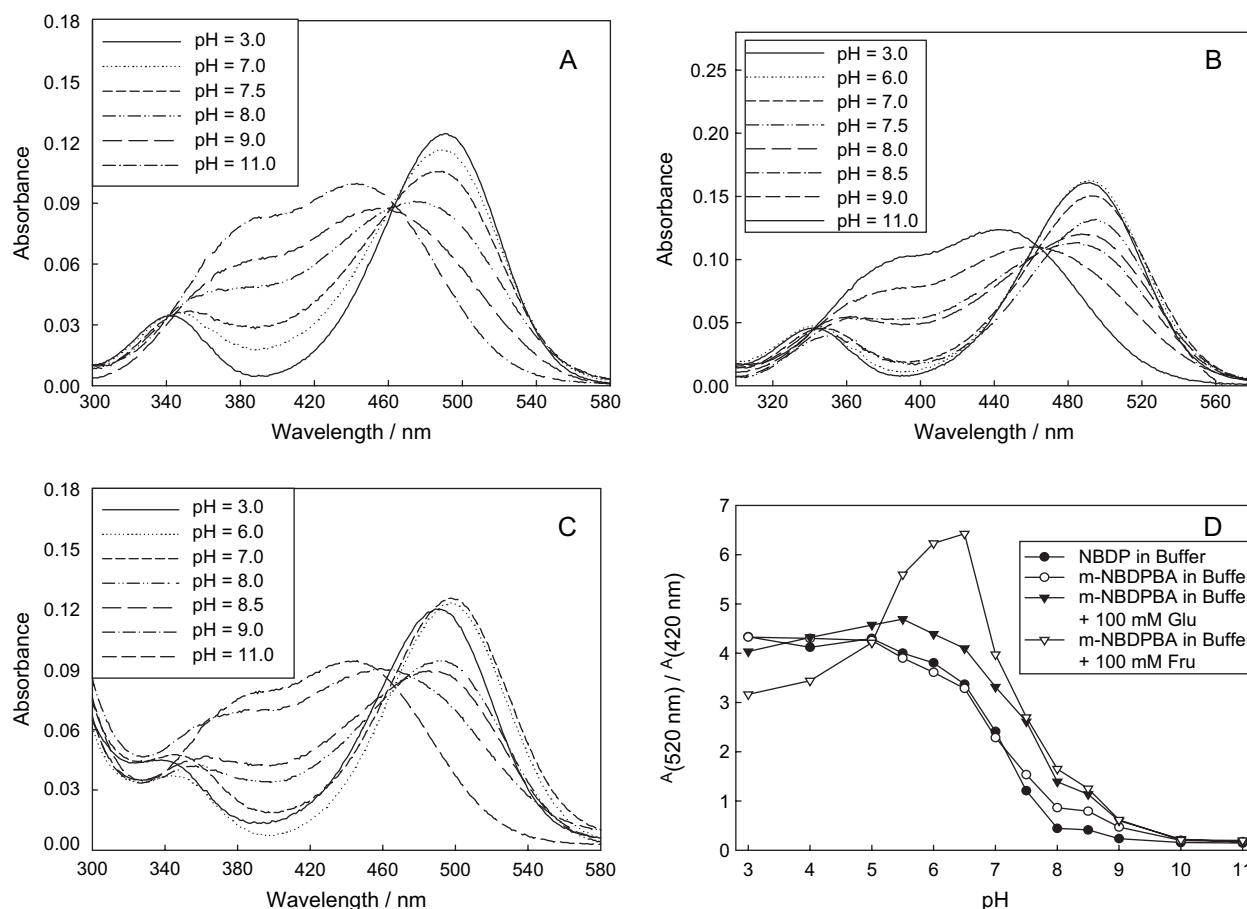 0.18
0.15
0.12
0.09
0.06
0.03
0.00
Absorbance
pH = 3.0
pH = 7.0
pH = 7.5
pH = 8.0
pH = 9.0
pH = 11.0
A
300 340 380 420 460 500 540 580
Wavelength / nm
0.25
0.20
0.15
0.10
0.05
0.00
Absorbance
pH = 3.0
pH = 6.0
pH = 7.0
pH = 7.5
pH = 8.0
pH = 8.5
pH = 9.0
pH = 11.0
B
320 360 400 440 480 520 560
Wavelength / nm
0.18
0.15
0.12
0.09
0.06
0.03
0.00
Absorbance
pH = 3.0
pH = 6.0
pH = 7.0
pH = 8.0
pH = 8.5
pH = 9.0
pH = 11.0
C
300 340 380 420 460 500 540 580
Wavelength / nm
7
6
5
4
3
2
1
0
A(520 nm) / A(420 nm)
D
NBDP in Buffer
m-NBDPBA in Buffer
m-NBDPBA in Buffer
+ 100 mM Glu
m-NBDPBA in Buffe
+ 100 mM Fru
3 4 5 6 7 8 9 10 11
pH